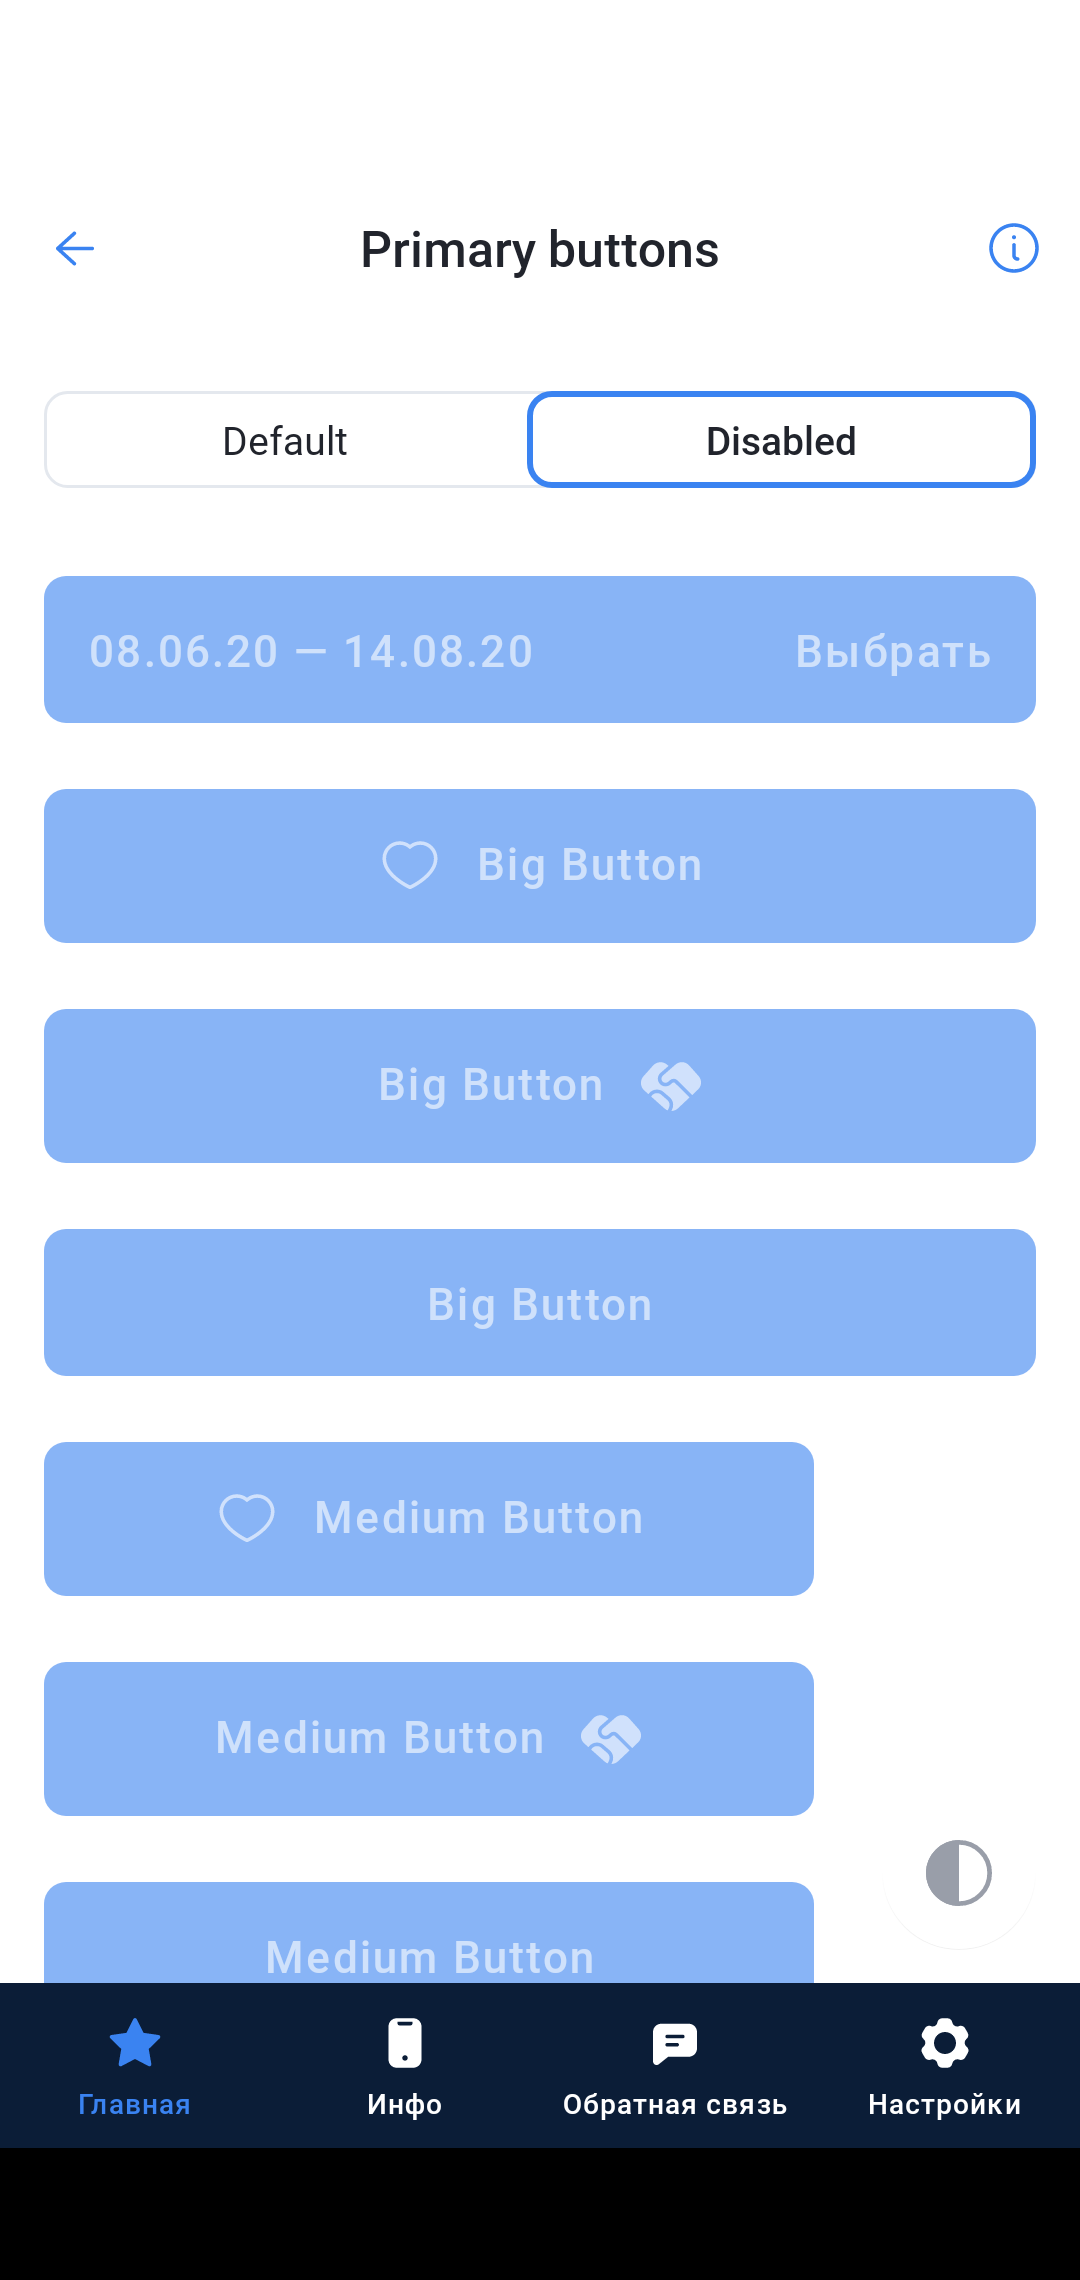 Primary buttons
Default
Disabled
08.06.20 — 14.08.20
Выбрать
Big Button
Big Button
Big Button
Medium Button
Medium Button
Medium Button
Главная
Инфо
Обратная связь
Настройки